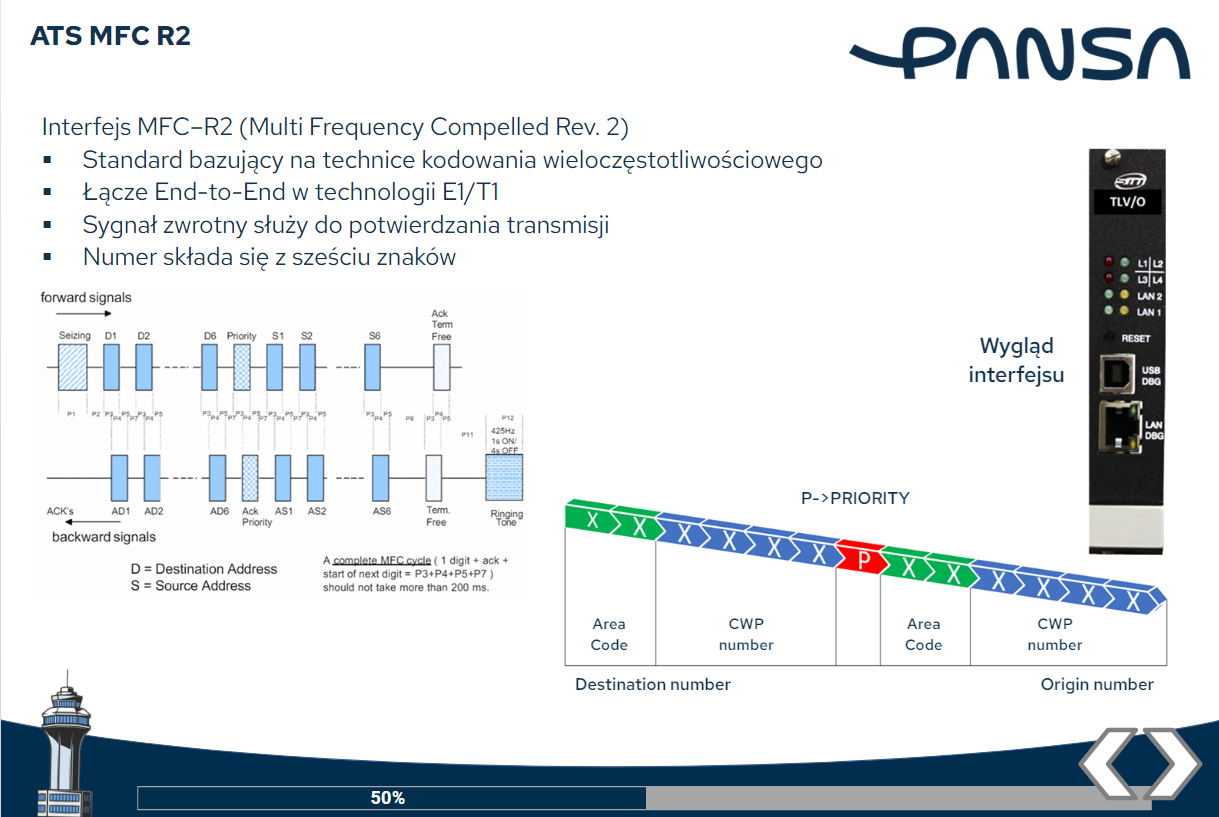 ATS MFC R2
PANSA
Interfejs MFC–R2 (Multi Frequency Compelled Rev. 2)
▪ Standard bazujący na technice kodowania wieloczęstotliwościowego
▪ Łącze End-to-End w technologii E1/T1
▪ Sygnał zwrotny służy do potwierdzania transmisji
▪ Numer składa się z sześciu znaków
forward signals
Ack
Term
Free
Seizing D1 D2 D6 Priority S1 S2 S6
P1 P2 P3 P4 P5 P7 P3 P4 P5 P3 P4 P5 P7 P3 P4 P5 P7 P3 P4 P5 P7 P3 P4 P5 P3 P4 P5 P6 P3 P4 P5 P12
P11
425Hz
1s ON/
4s OFF
ACK's AD1 AD2 AD6 Ack Priority AS1 AS2 AS6 Term. Free Ringing Tone
backward signals
D = Destination Address
S = Source Address
A complete MFC cycle ( 1 digit + ack +
start of next digit = P3+P4+P5+P7 )
should not take more than 200 ms.
Wygląd
interfejsu
SITTI
TLV/O
L1 L2
L3 L4
LAN 2
LAN 1
RESET
USB
DBG
LAN
DBG
P->PRIORITY
X X X X X X P X X X X X X
Area
Code
CWP
number
Area
Code
CWP
number
Destination number
Origin number
50%